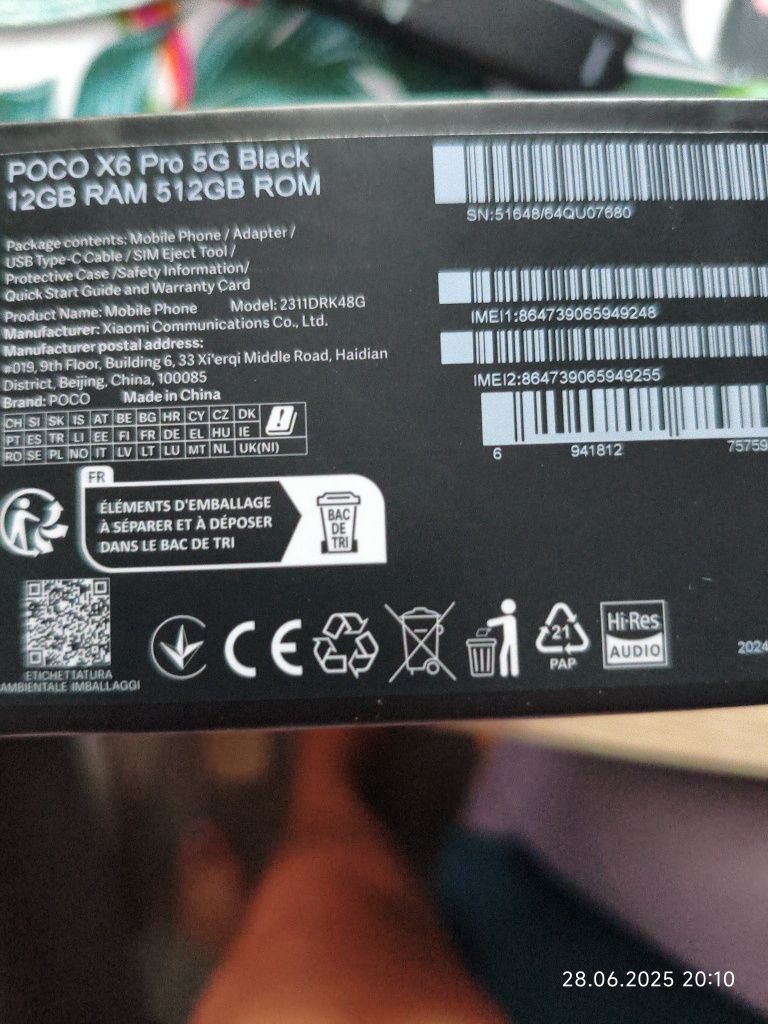 POCO X6 Pro 5G Black
12GB RAM 512GB ROM
Package contents: Mobile Phone / Adapter /
USB Type-C Cable / SIM Eject Tool /
Protective Case /Safety Information/
Quick Start Guide and Warranty Card
Product Name: Mobile Phone Model: 2311DRK48G
Manufacturer: Xiaomi Communications Co., Ltd.
Manufacturer postal address:
#019, 9th Floor, Building 6, 33 Xi'erqi Middle Road, Haidian
District, Beijing, China, 100085
Brand: POCO Made in China
CH SI SK IS AT BE BG HR CY CZ DK
PT ES TR LI EE FI FR DE EL HU IE
RO SE PL NO IT LV LT LU MT NL UK(NI)
SN:51648/64QU07680
IMEI1:864739065949248
IMEI2:864739065949255
6 941812 75759
FR
ÉLÉMENTS D'EMBALLAGE
À SÉPARER ET À DÉPOSER
DANS LE BAC DE TRI
BAC
DE
TRI
ETICHETTATURA
AMBIENTALE IMBALLAGGI
CE
21
PAP
Hi-Res
AUDIO
2024
28.06.2025 20:10